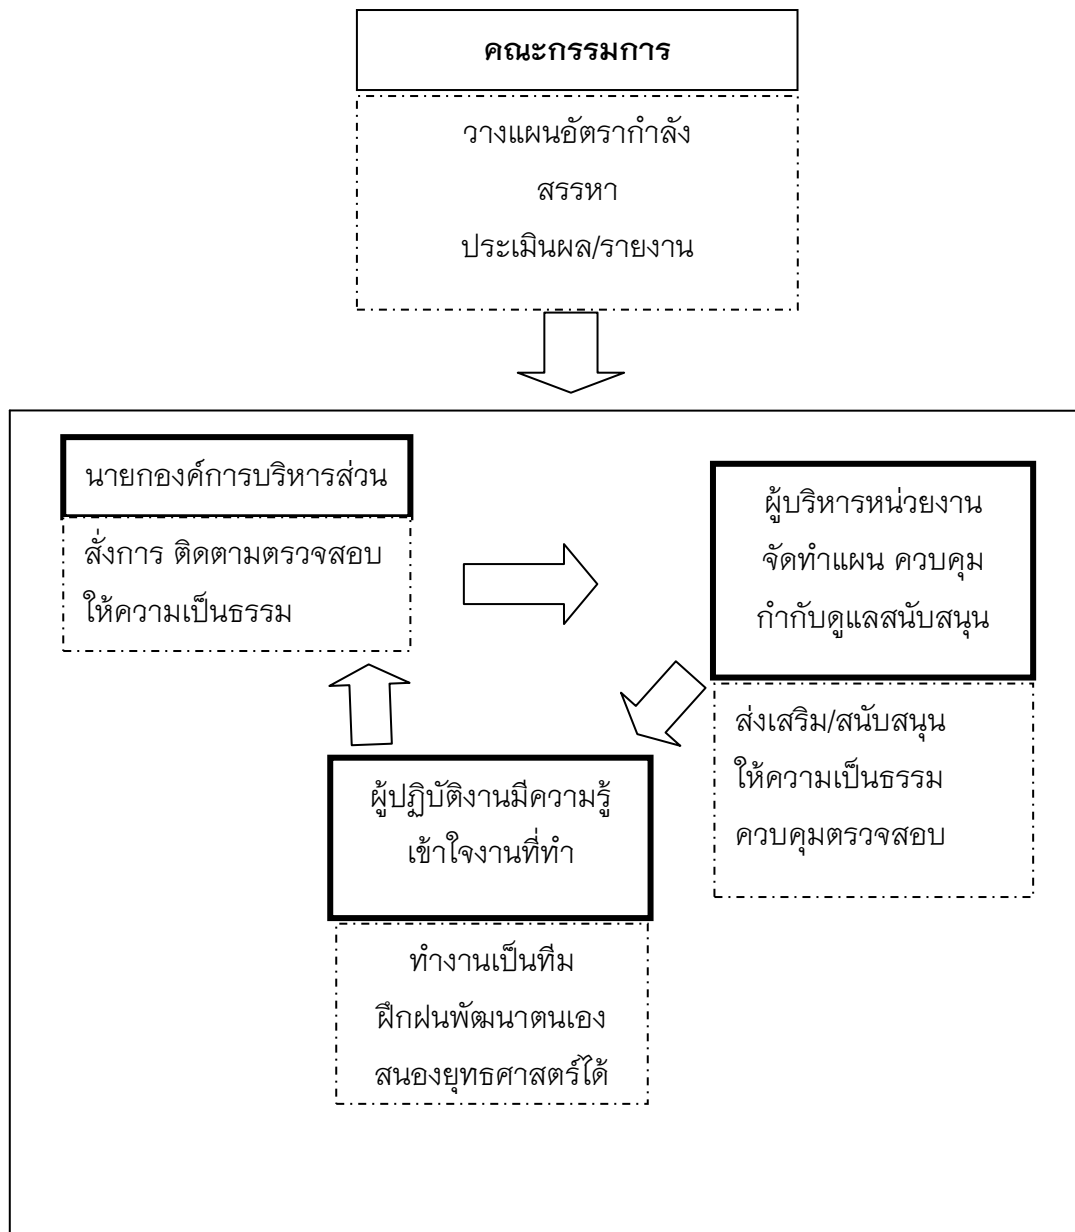 คณะกรรมการ
วางแผนอัตรากำลัง
สรรหา
ประเมินผล/รายงาน
นายกองค์การบริหารส่วน
สั่งการ ติดตามตรวจสอบ
ให้ความเป็นธรรม
ผู้บริหารหน่วยงาน
จัดทำแผน ควบคุม
กำกับดูแลสนับสนุน
ส่งเสริม/สนับสนุน
ให้ความเป็นธรรม
ควบคุมตรวจสอบ
ผู้ปฏิบัติงานมีความรู้
เข้าใจงานที่ทำ
ทำงานเป็นทีม
ฝึกฝนพัฒนาตนเอง
สนองยุทธศาสตร์ได้